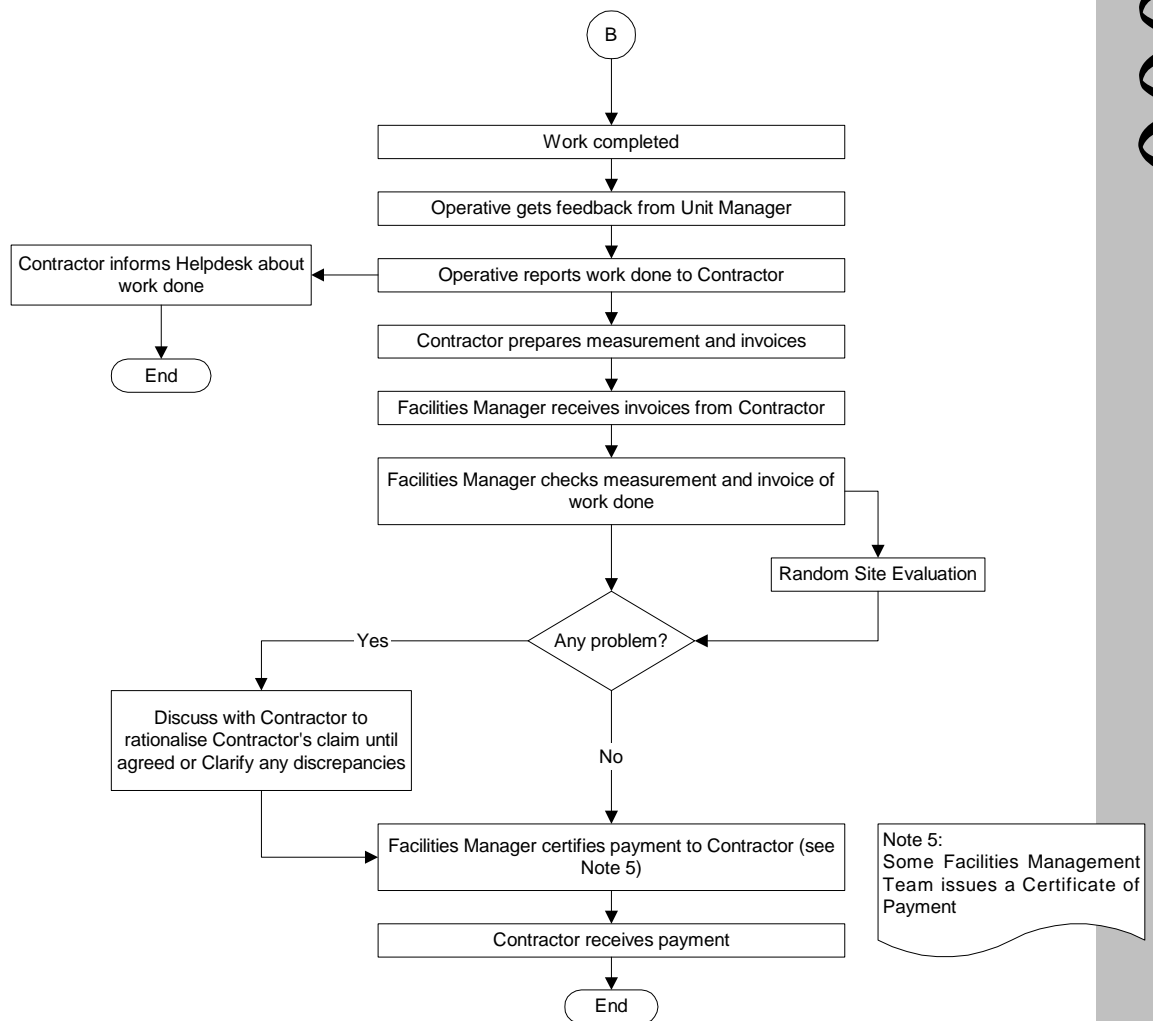 B
Work completed
Operative gets feedback from Unit Manager
Contractor informs Helpdesk about
work done
Operative reports work done to Contractor
Contractor prepares measurement and invoices
End
Facilities Manager receives invoices from Contractor
Facilities Manager checks measurement and invoice of
work done
Random Site Evaluation
Any problem?
Yes
Discuss with Contractor to
rationalise Contractor's claim until
agreed or Clarify any discrepancies
No
Facilities Manager certifies payment to Contractor (see
Note 5)
Note 5:
Some Facilities Management
Team issues a Certificate of
Payment
Contractor receives payment
End